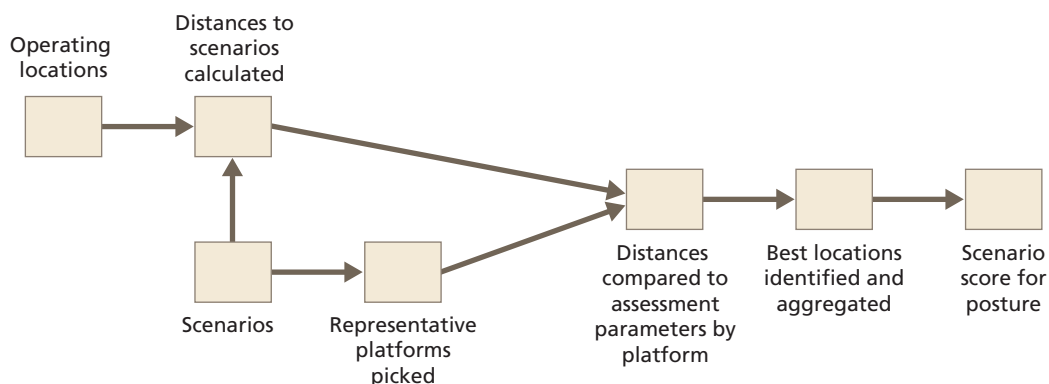 Operating
locations
Distances to
scenarios
calculated
Scenarios
Representative
platforms
picked
Distances
compared to
assessment
parameters by
platform
Best locations
identified and
aggregated
Scenario
score for
posture